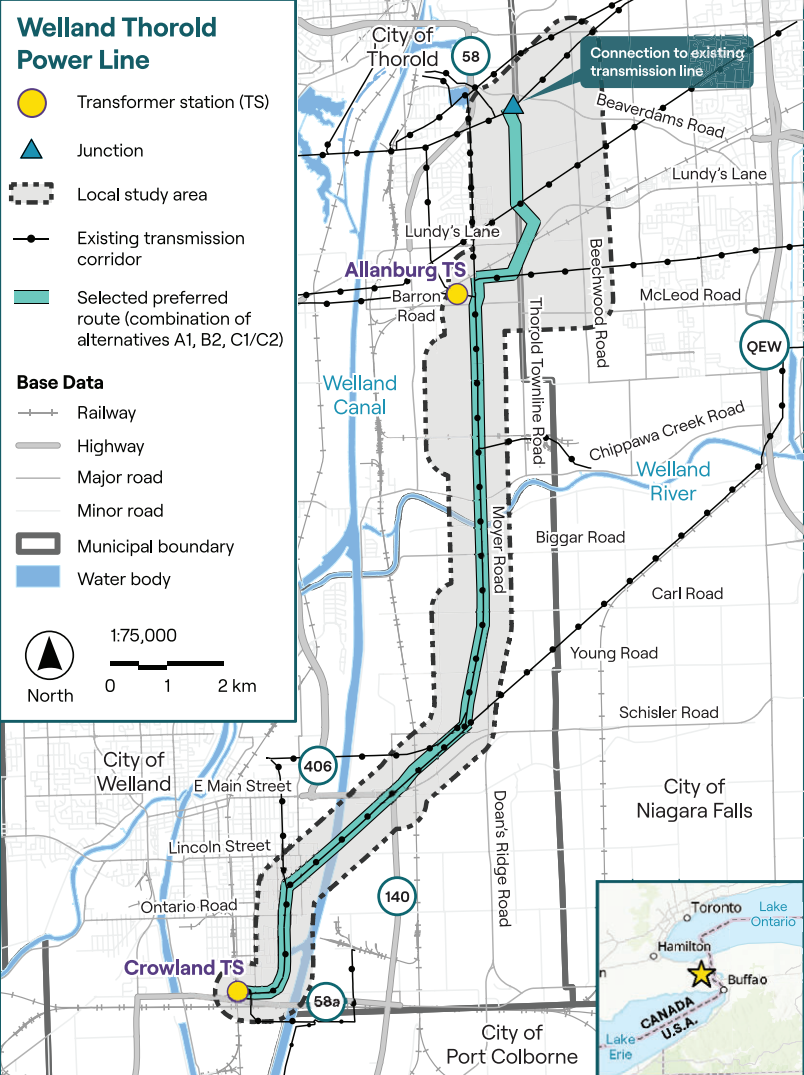 Welland Thorold
Power Line
Transformer station (TS)
Junction
Local study area
Existing transmission
corridor
Selected preferred
route (combination of
alternatives A1, B2, C1/C2)
Base Data
Railway
Highway
Major road
Minor road
Municipal boundary
Water body
North
1:75,000
0 1 2 km
City of
Thorold
58
Connection to existing
transmission line
Beaverdams Road
Lundy's Lane
Lundy's Lane
Allanburg TS
Barron
Road
Beechwood Road
McLeod Road
Thorold Townline Road
QEW
Welland
Canal
Chippawa Creek Road
Welland
River
Moyer Road
Biggar Road
Carl Road
Young Road
Schisler Road
City of
Welland
406
E Main Street
City of
Niagara Falls
Lincoln Street
Doan's Ridge Road
Ontario Road
140
Crowland TS
58a
City of
Port Colborne
Toronto
Lake
Ontario
Hamilton
n
Buffalo
CANADA
U.S.A.
Lake
Erie